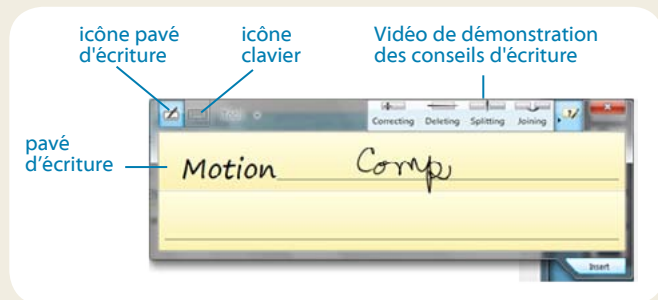 icône pavé d'écriture
icône clavier
Vidéo de démonstration des conseils d'écriture
Tools
Correcting Deleting Splitting Joining
pavé d'écriture
Motion Comp
Insert